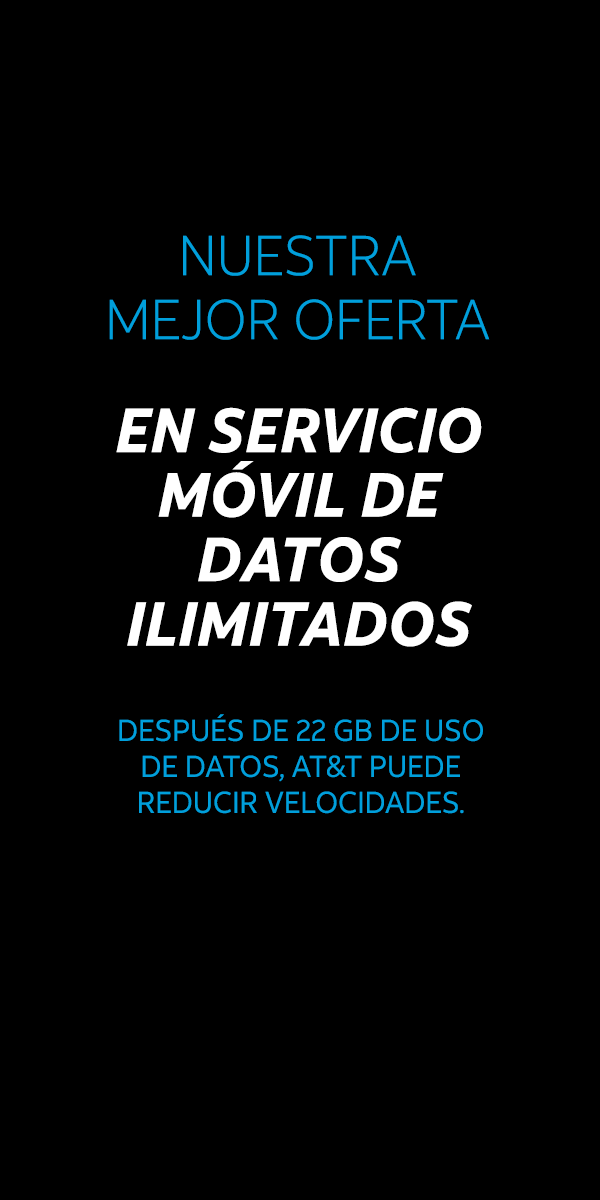 NUESTRA
MEJOR OFERTA
EN SERVICIO
MÓVIL DE
DATOS
ILIMITADOS
DESPUÉS DE 22 GB DE USO
DE DATOS, AT&T PUEDE
REDUCIR VELOCIDADES.